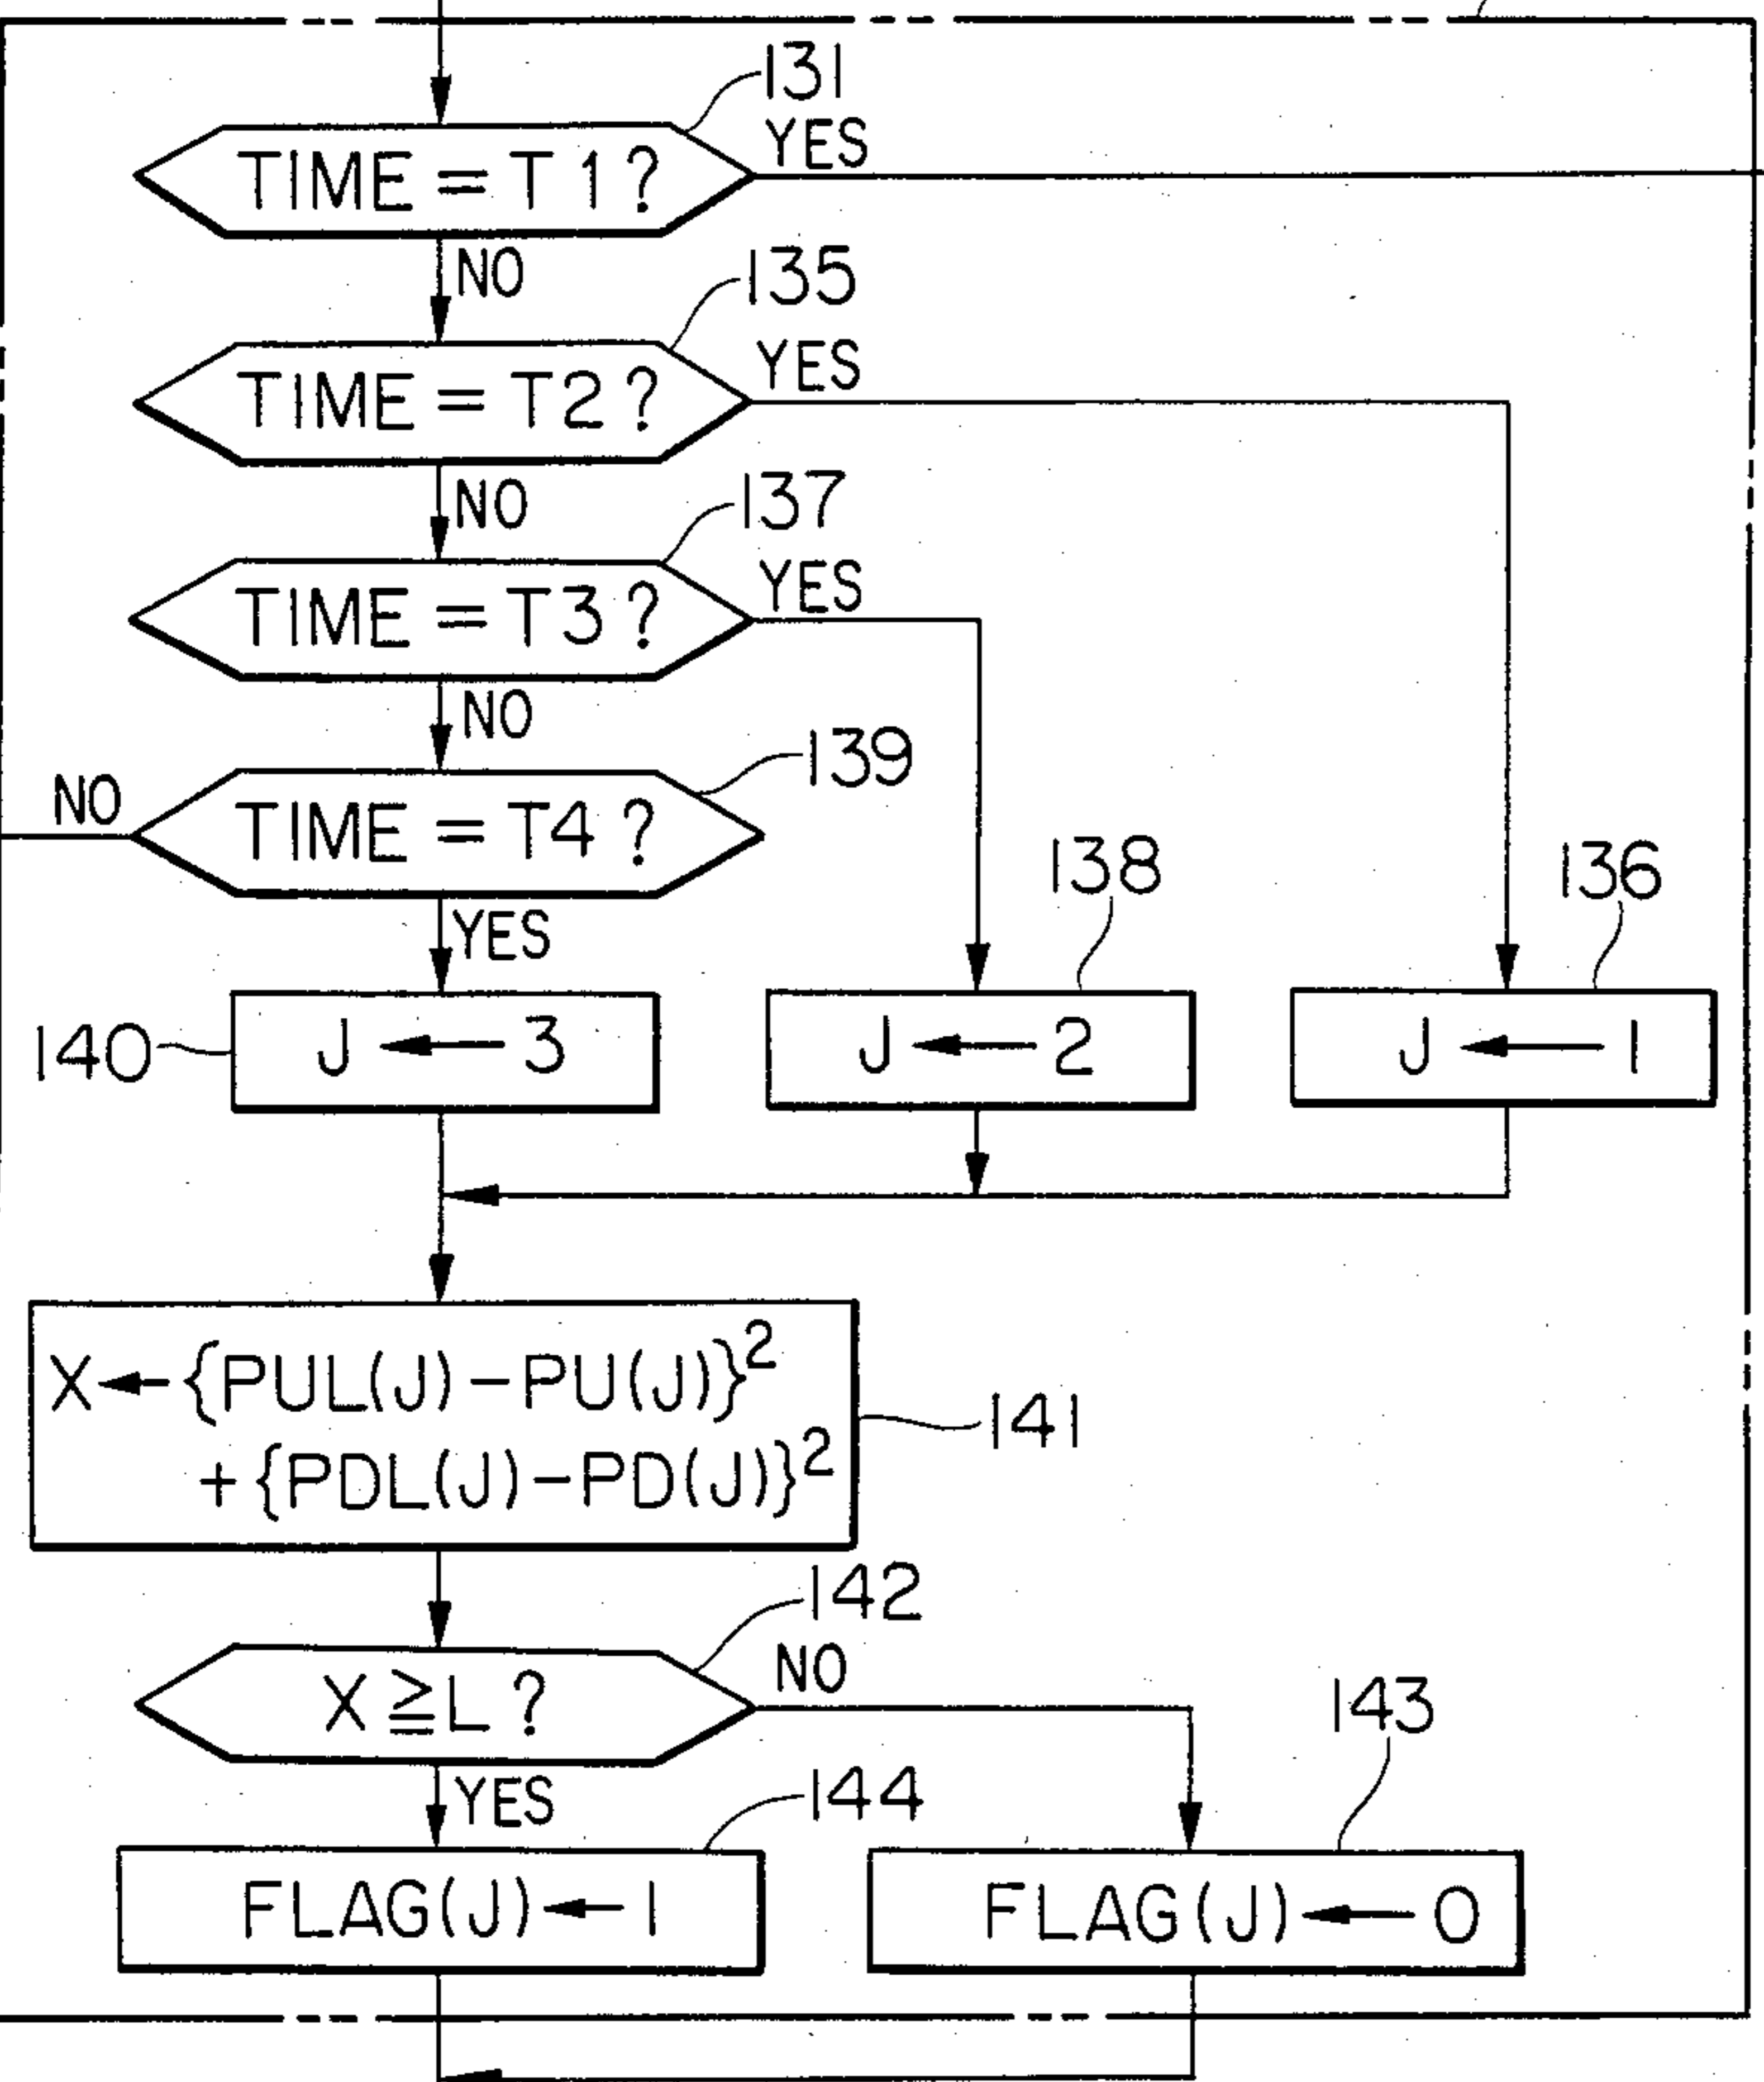 131
TIME = T1?
YES
NO
135
TIME = T2?
YES
NO
137
TIME = T3?
YES
NO
139
TIME = T4?
NO
YES
138
136
140
J ← 3
J ← 2
J ← 1
X ← {PUL(J) - PU(J)}²
+ {PDL(J) - PD(J)}²
141
142
X ≧ L?
NO
YES
143
144
FLAG(J) ← 1
FLAG(J) ← 0